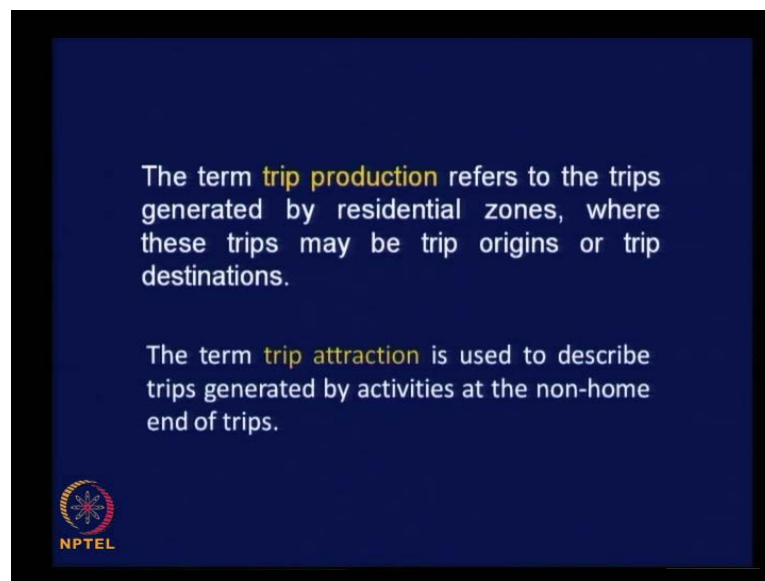 The term trip production refers to the trips
generated by residential zones, where
these trips may be trip origins or trip
destinations.
The term trip attraction is used to describe
trips generated by activities at the non-home
end of trips.
NPTEL